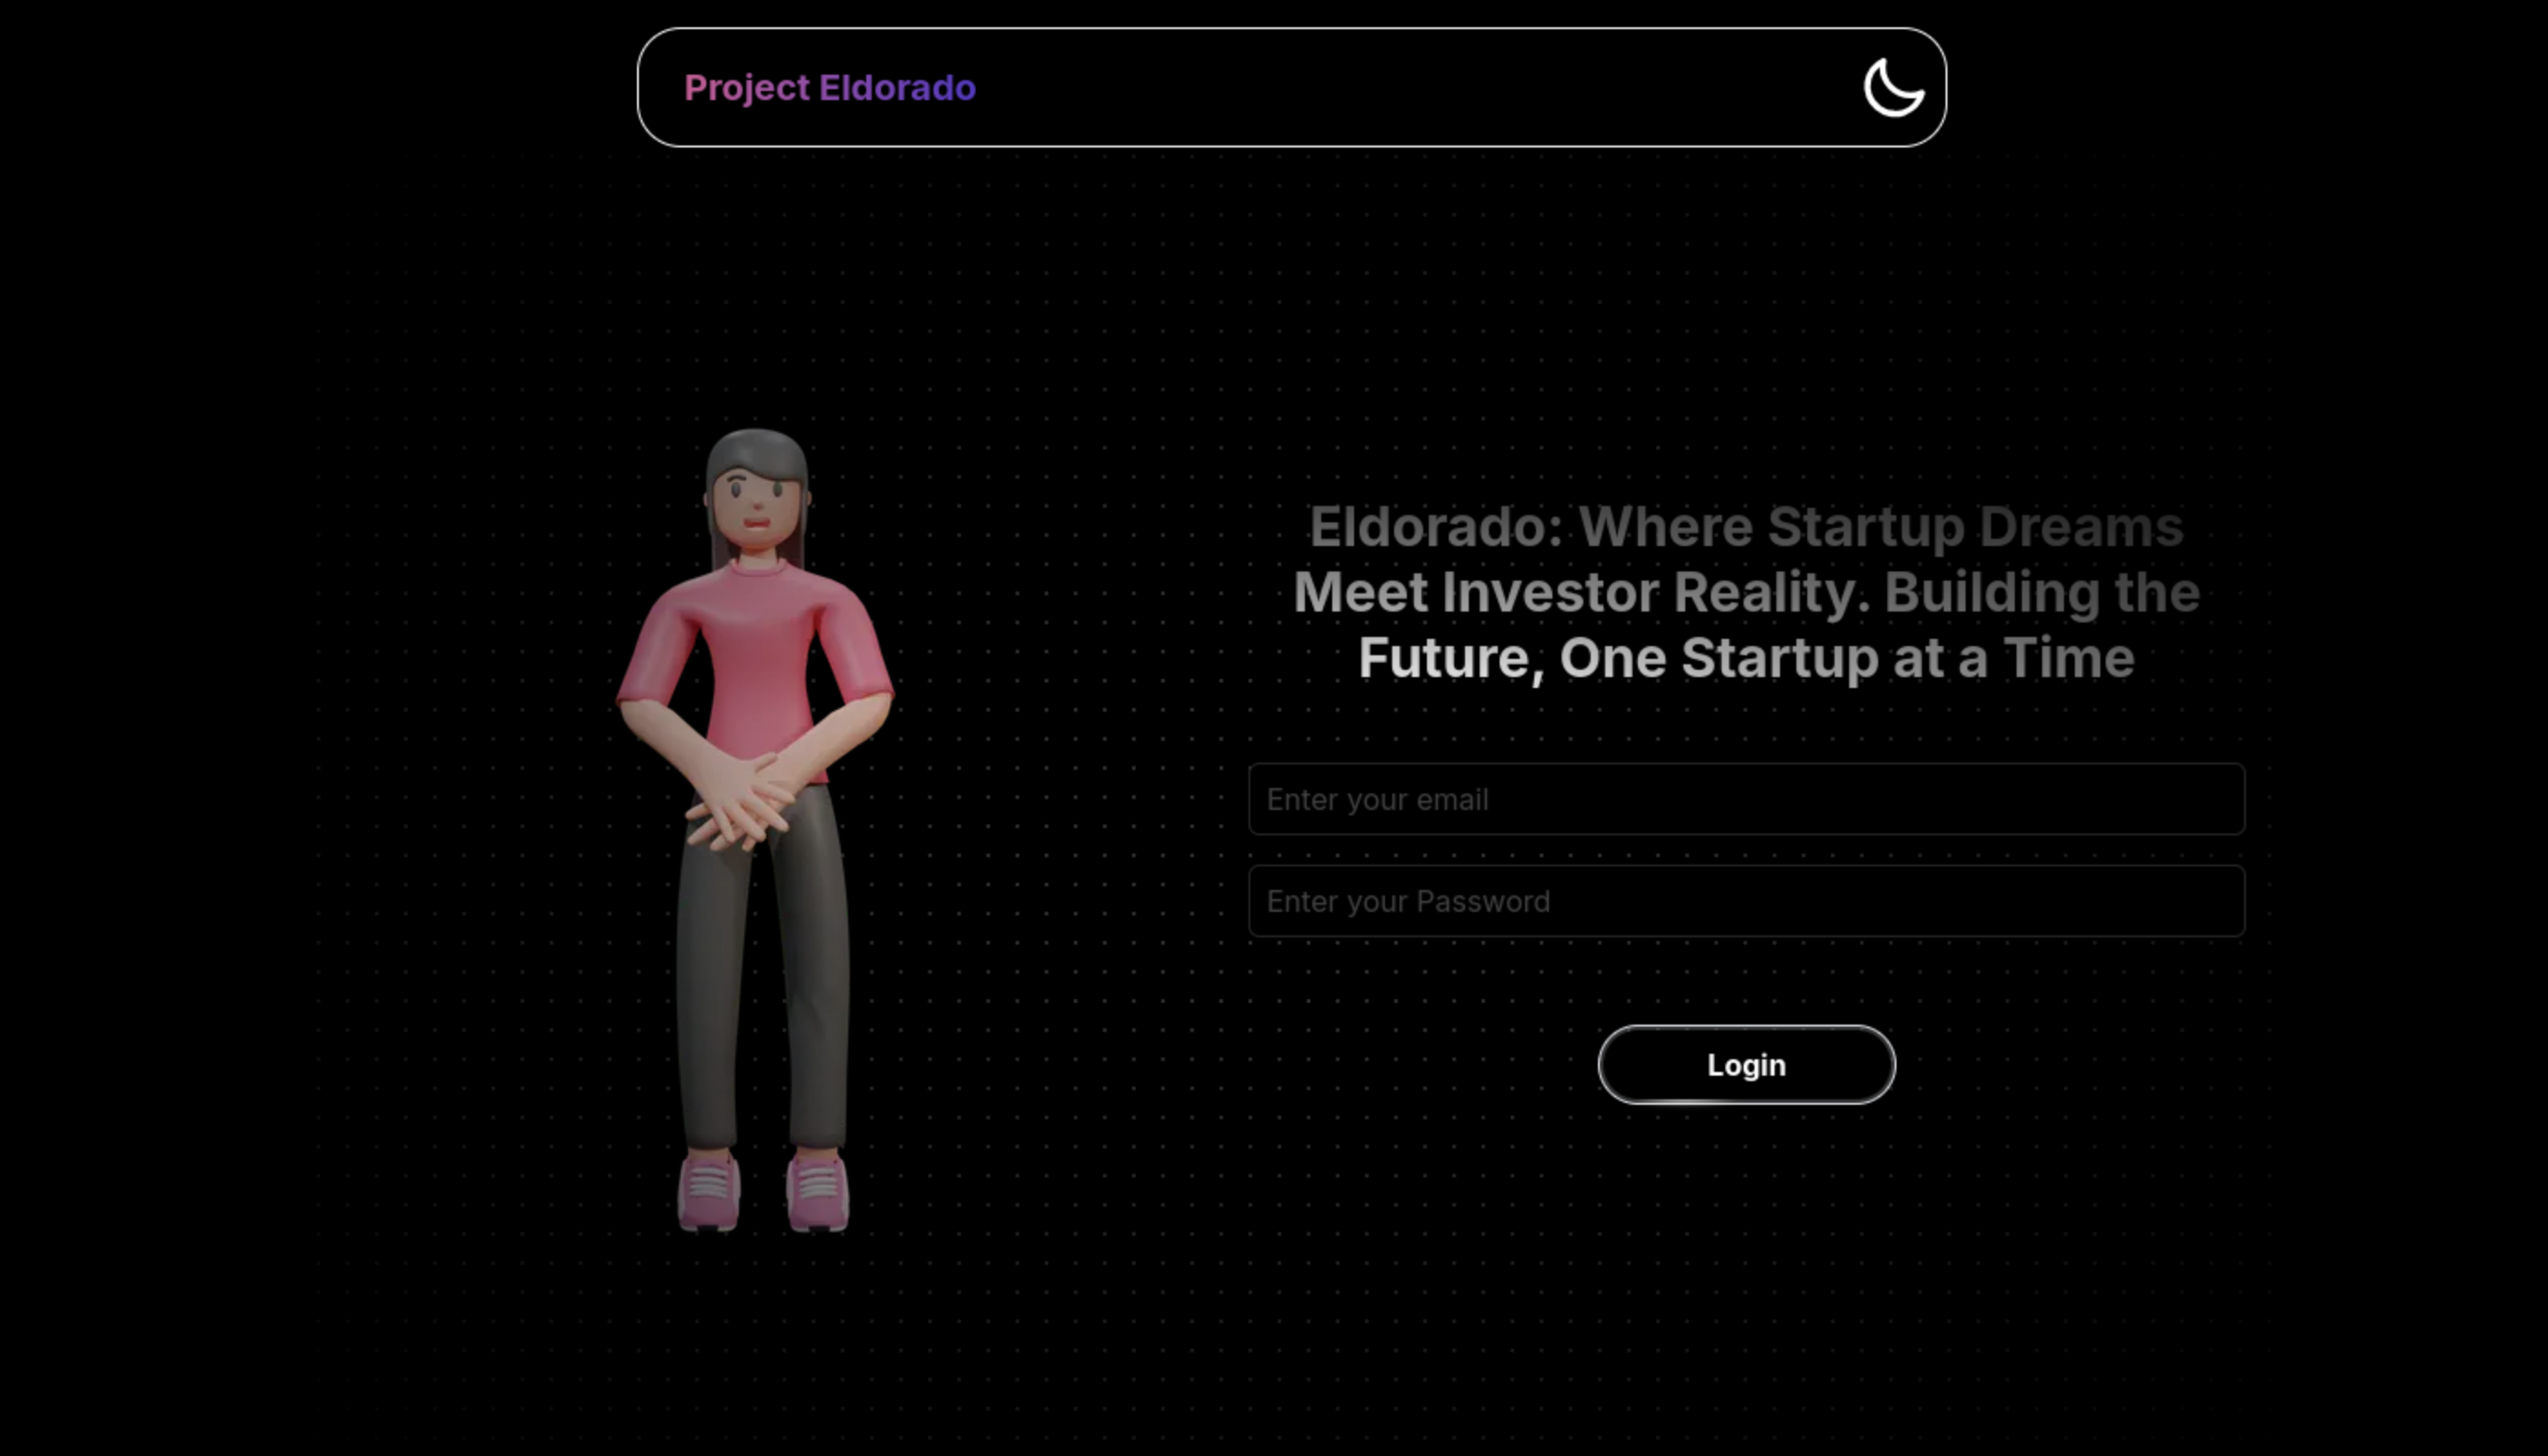 Project Eldorado
Eldorado: Where Startup Dreams
Meet Investor Reality. Building the
Future, One Startup at a Time
Enter your email
Enter your Password
Login